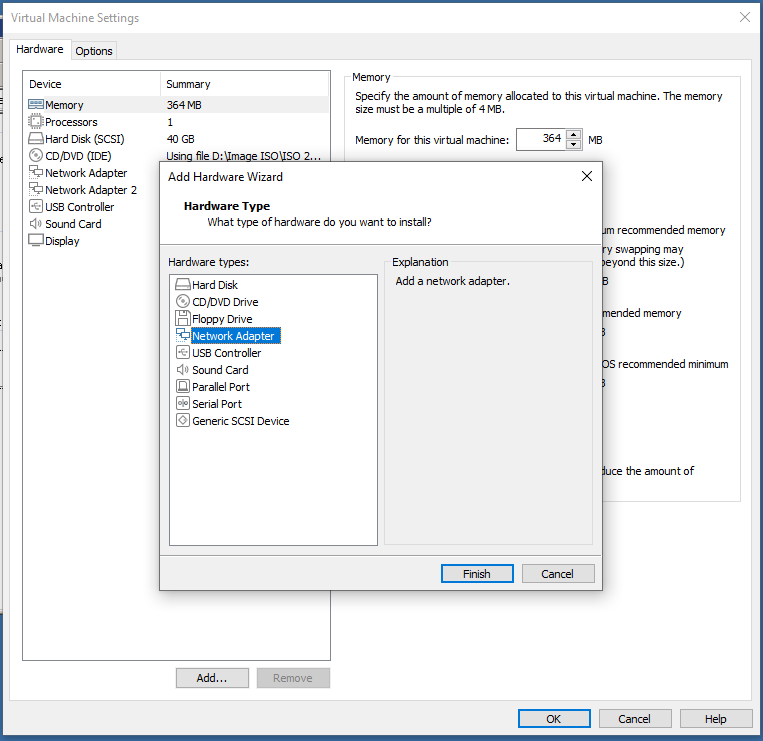 Virtual Machine Settings
Hardware
Options
Device Summary
Memory 364 MB
Processors 1
Hard Disk (SCSI) 40 GB
CD/DVD (IDE) Using file D:\Image ISO\ISO 2...
Network Adapter
Network Adapter 2
USB Controller
Sound Card
Display
Memory
Specify the amount of memory allocated to this virtual machine. The memory
size must be a multiple of 4 MB.
Memory for this virtual machine: 364 MB
recommended memory
ry swapping may
beyond this size.)
B
mended memory
OS recommended minimum
duce the amount of
Add Hardware Wizard
Hardware Type
What type of hardware do you want to install?
Hardware types:
Hard Disk
CD/DVD Drive
Floppy Drive
Network Adapter
USB Controller
Sound Card
Parallel Port
Serial Port
Generic SCSI Device
Explanation
Add a network adapter.
Finish
Cancel
Add...
Remove
OK
Cancel
Help